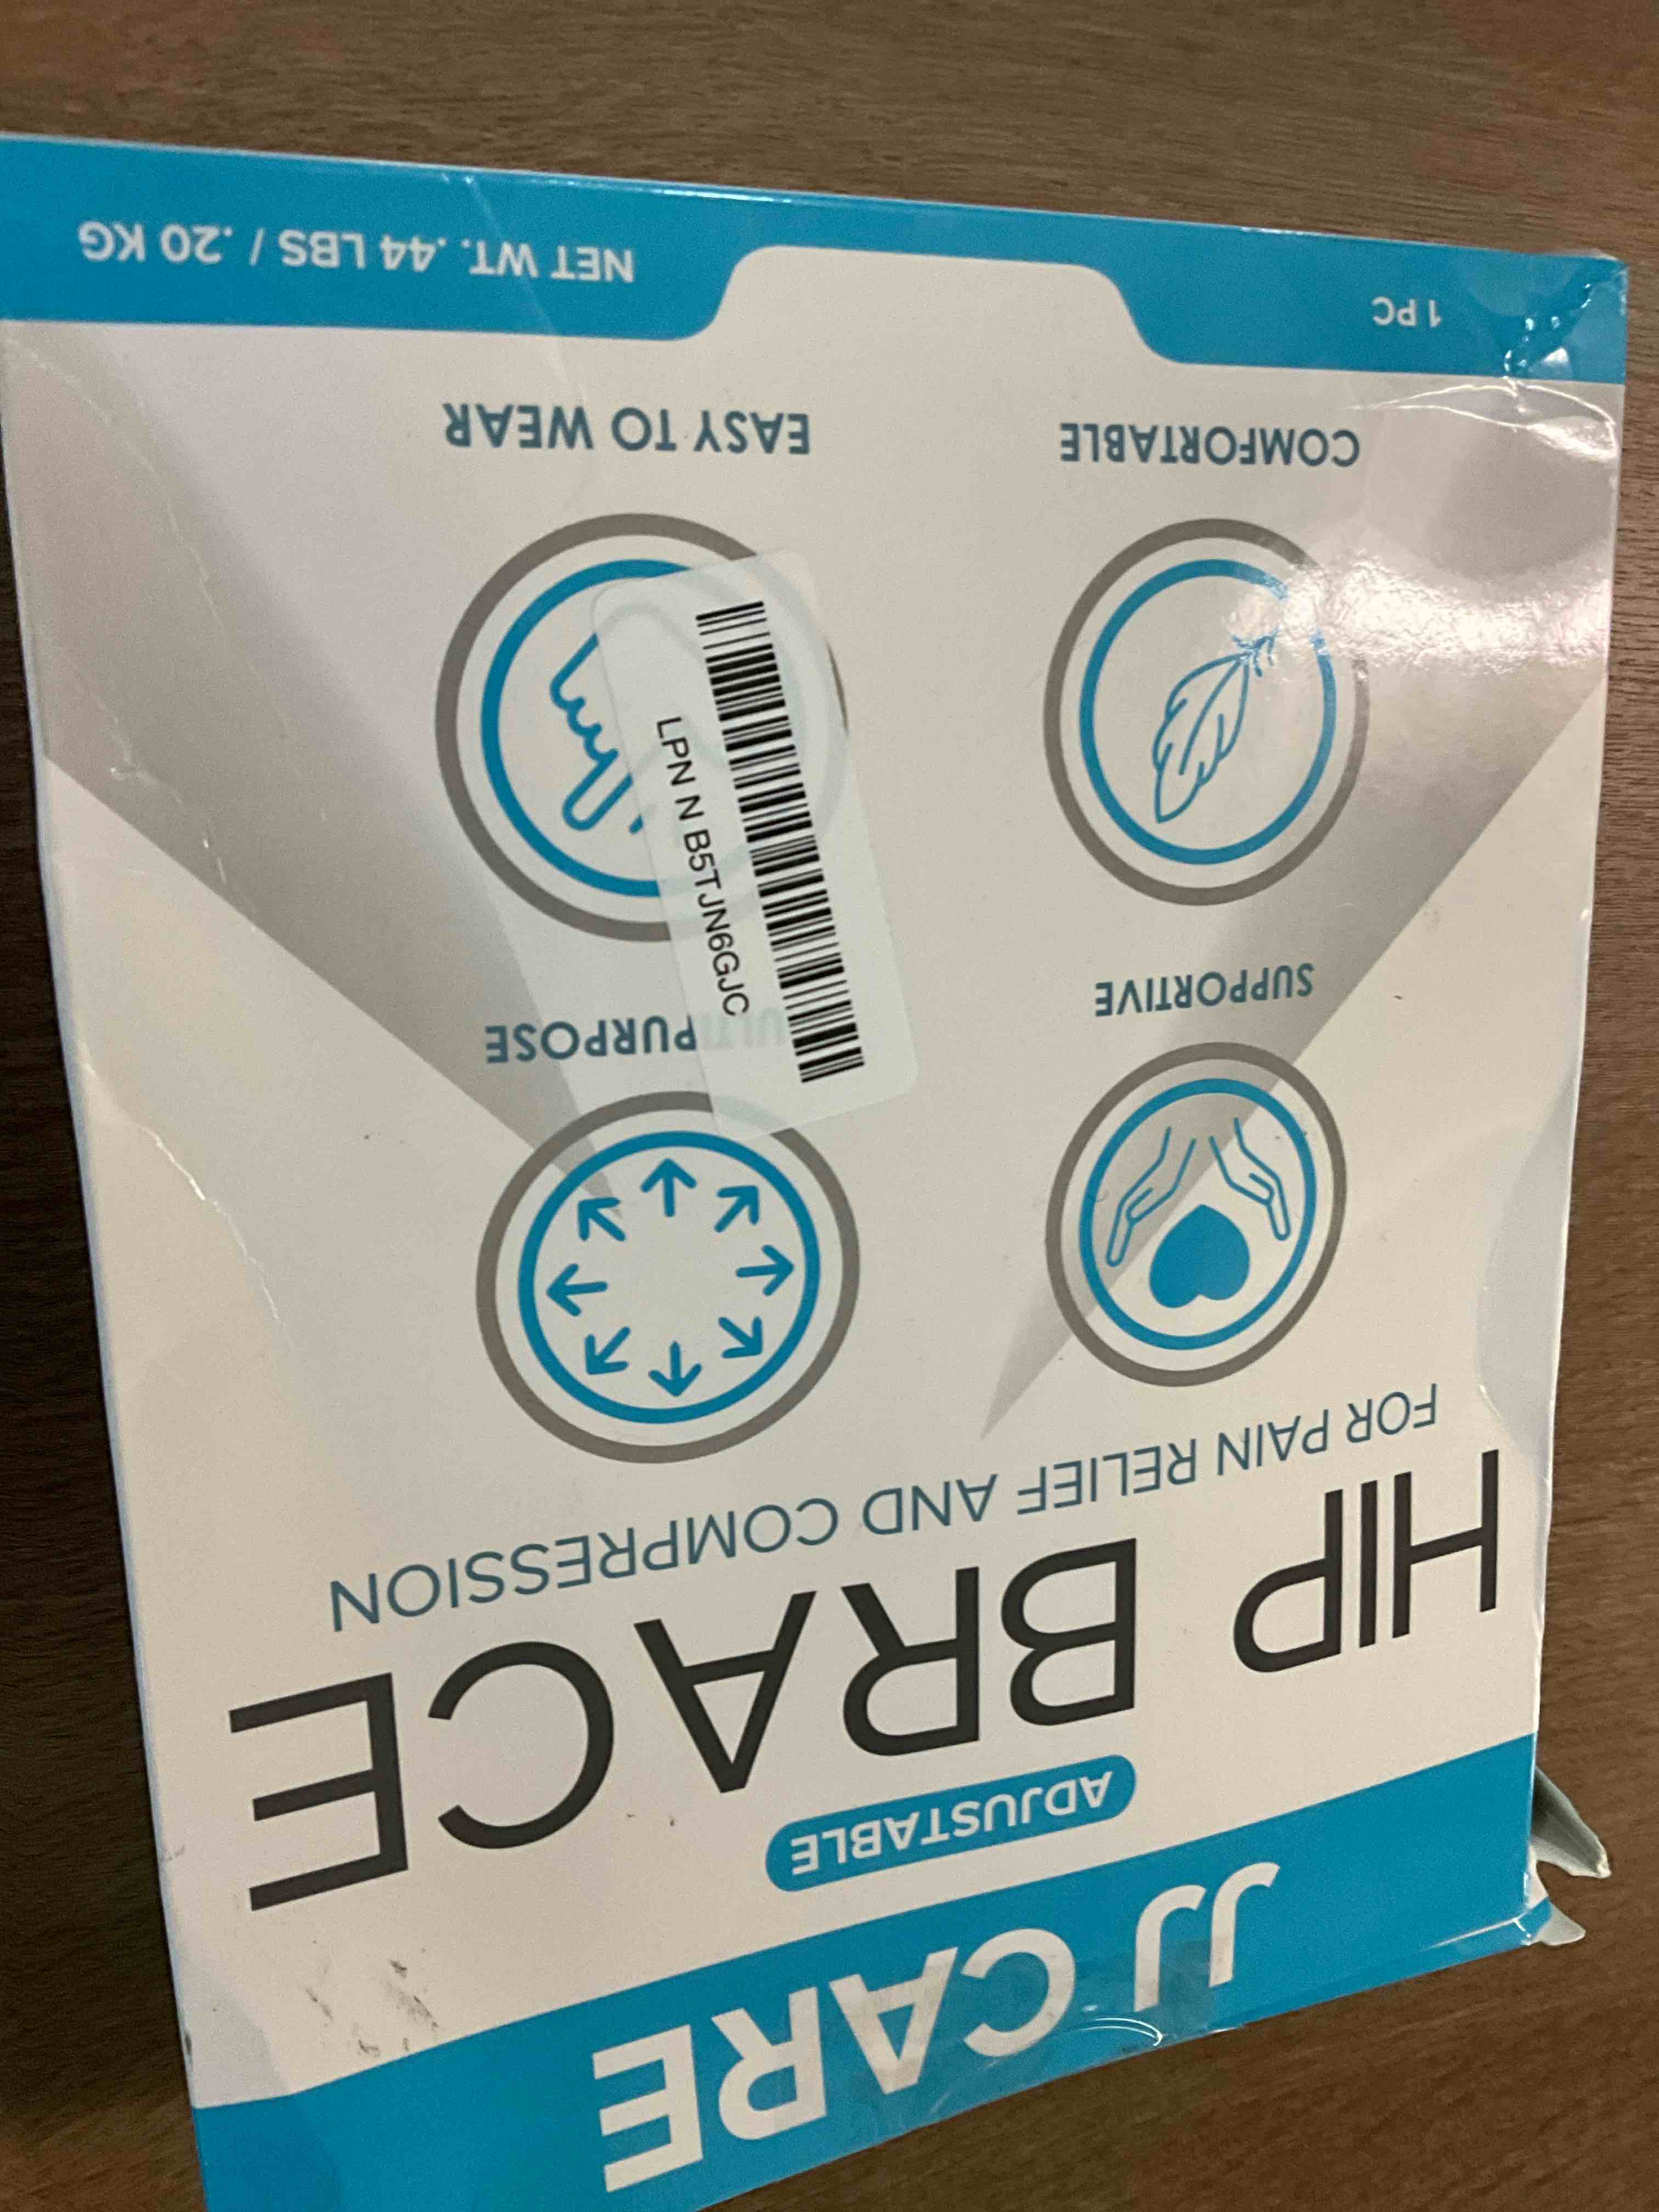 JJ CARE
ADJUSTABLE
HIP BRACE
FOR PAIN RELIEF AND COMPRESSION
SUPPORTIVE
MULTIPURPOSE
COMFORTABLE
EASY TO WEAR
LPN N B5TJN6GJC
1 PC
NET WT. .44 LBS / .20 KG